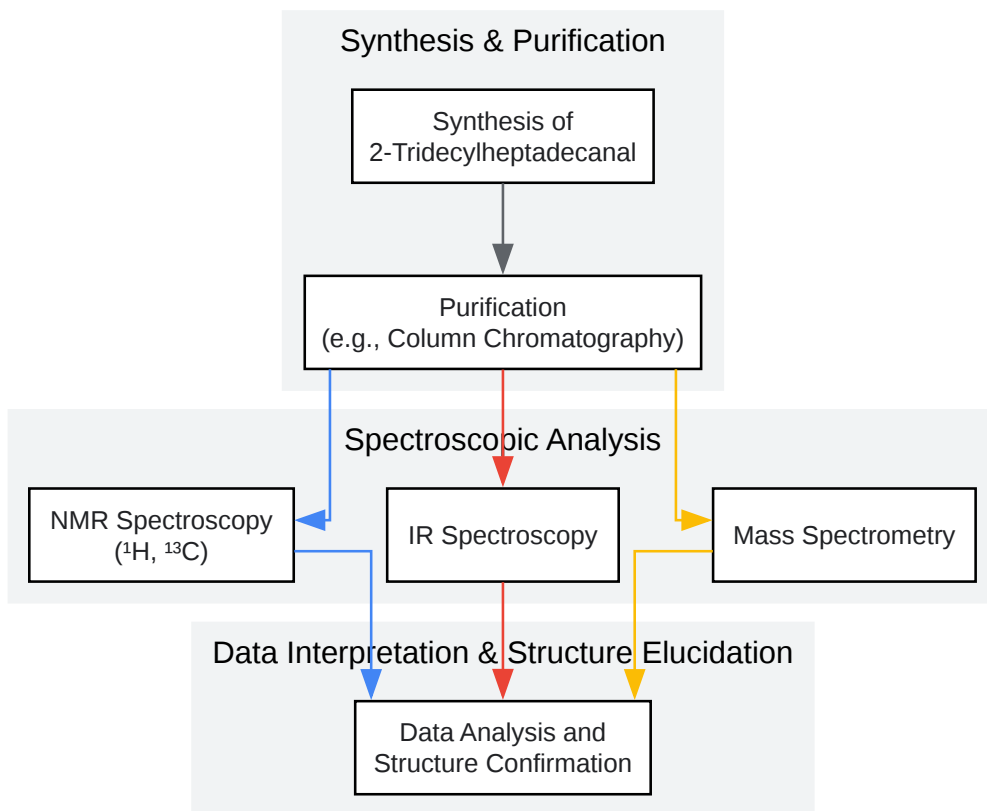 Synthesis & Purification
Synthesis of
2-Tridecylheptadecanal
Purification
(e.g., Column Chromatography)
Spectroscopic Analysis
NMR Spectroscopy
(¹H, ¹³C)
IR Spectroscopy
Mass Spectrometry
Data Interpretation & Structure Elucidation
Data Analysis and
Structure Confirmation